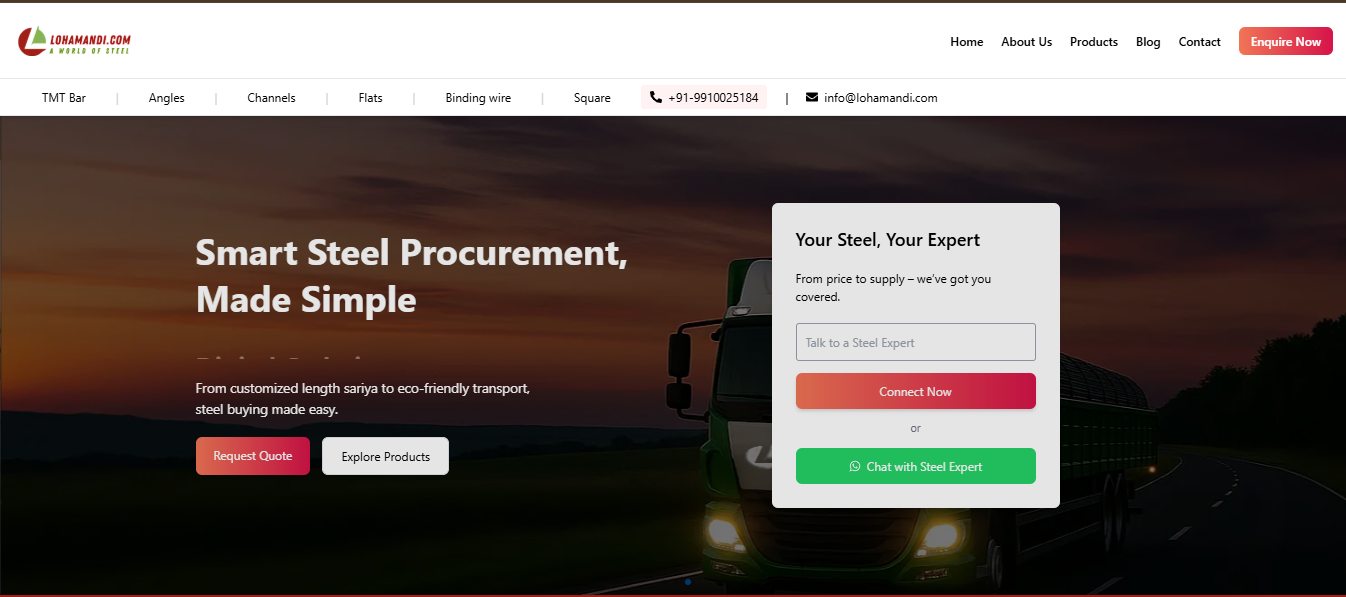 LOHAMANDI.COM
A WORLD OF STEEL
Home About Us Products Blog Contact Enquire Now
TMT Bar | Angles | Channels | Flats | Binding wire | Square +91-9910025184 | info@lohamandi.com
Smart Steel Procurement,
Made Simple
From customized length sariya to eco-friendly transport,
steel buying made easy.
Request Quote Explore Products
Your Steel, Your Expert
From price to supply – we've got you
covered.
Talk to a Steel Expert
Connect Now
or
Chat with Steel Expert